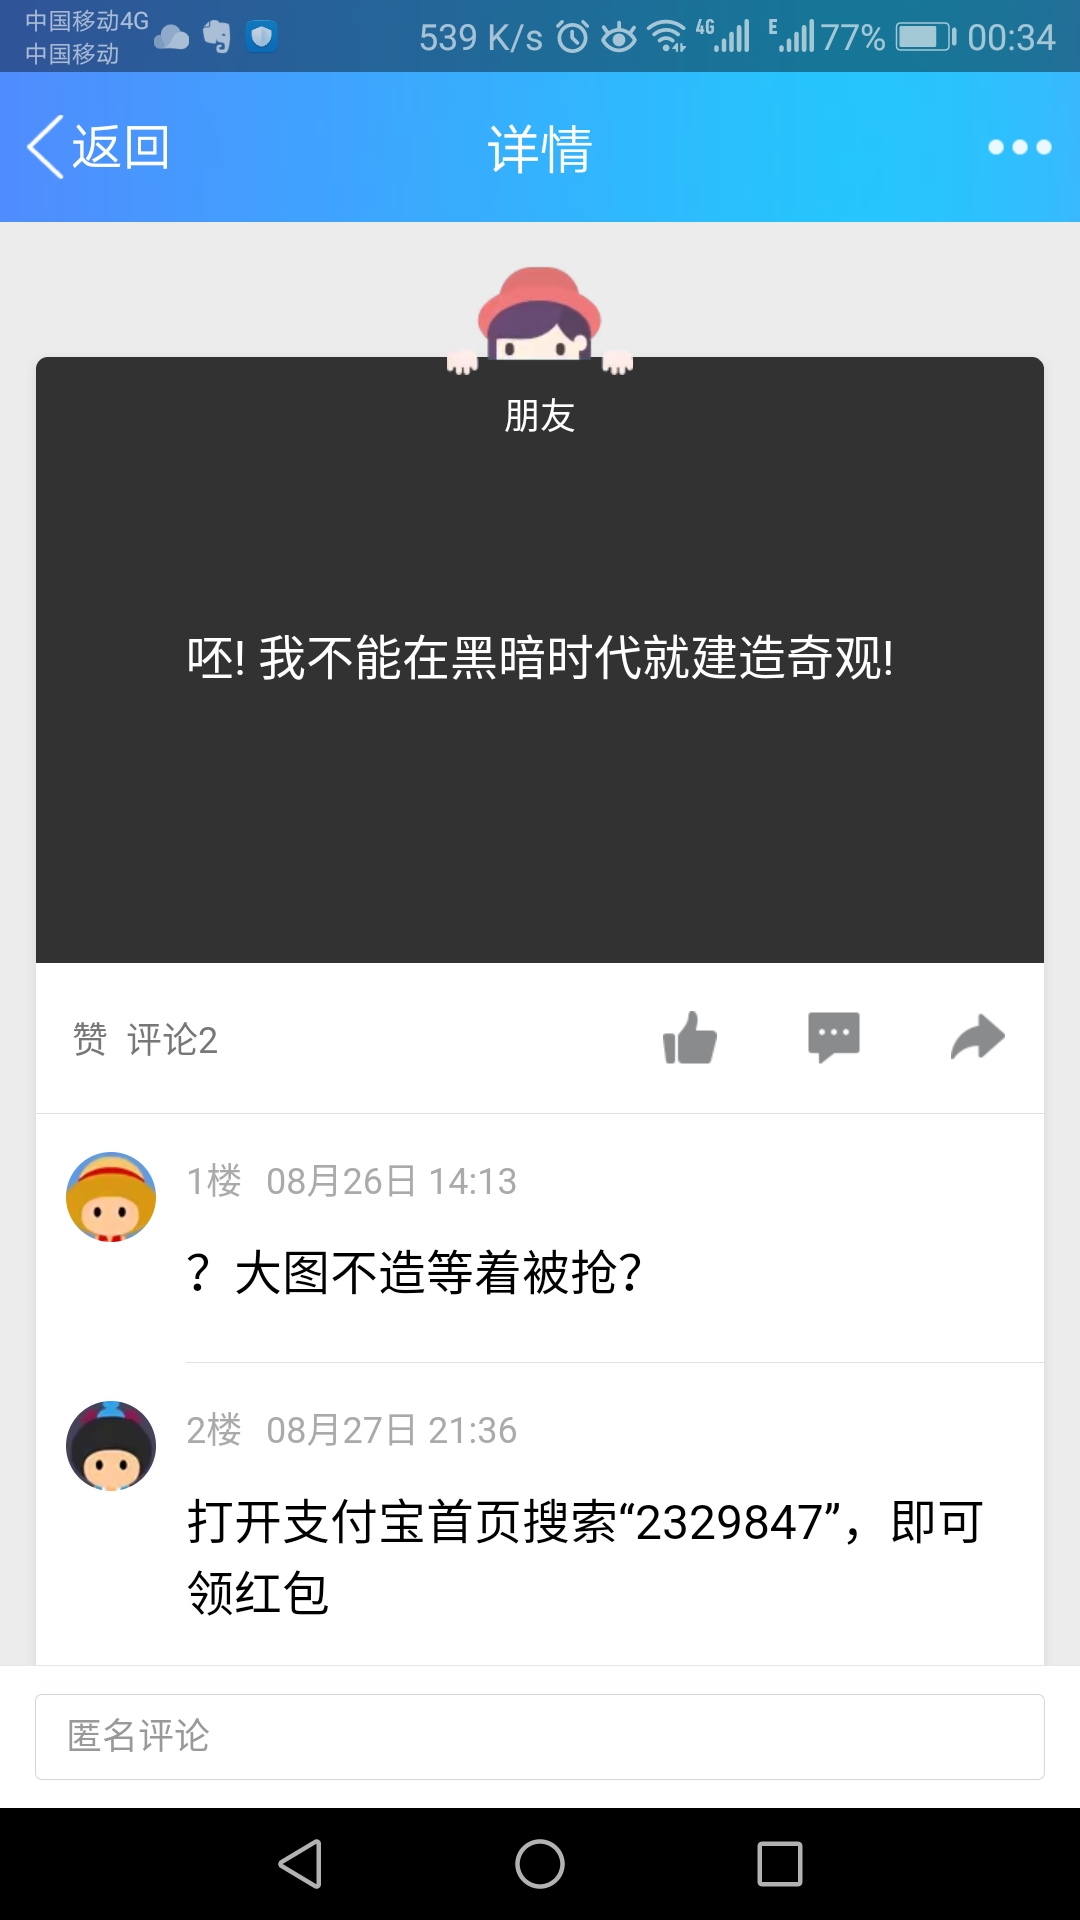 中国移动4G
中国移动
539 K/s
4G
E
77%
00:34
返回
详情
朋友
呸! 我不能在黑暗时代就建造奇观!
赞 评论2
1楼 08月26日 14:13
？大图不造等着被抢?
2楼 08月27日 21:36
打开支付宝首页搜索“2329847”，即可
领红包
匿名评论